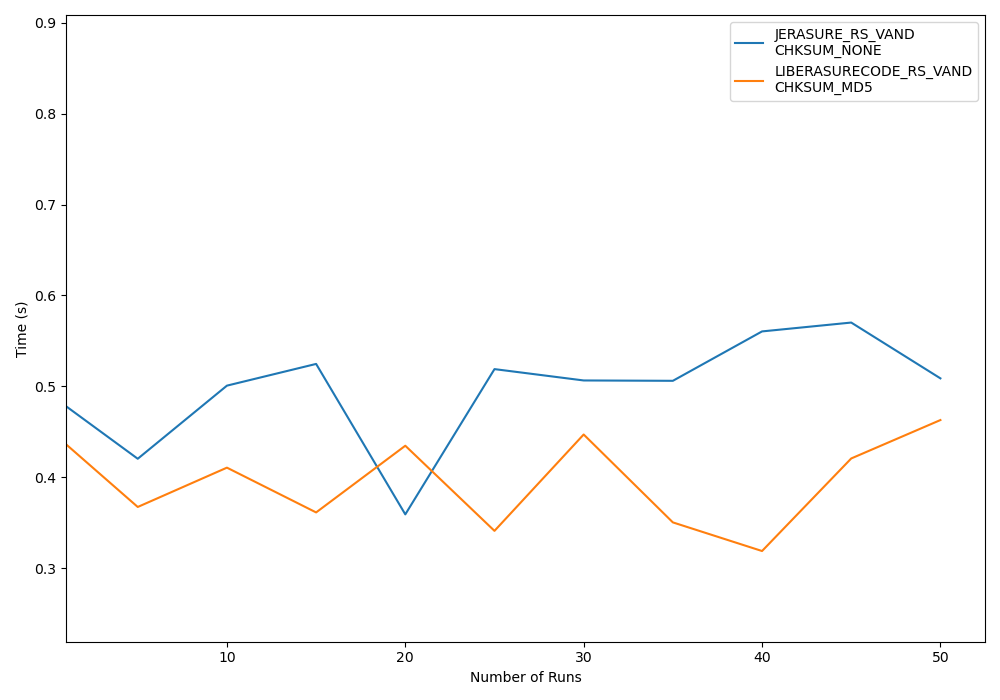 0.9
0.8
0.7
0.6
0.5
0.4
0.3
Time (s)
JERASURE_RS_VAND
CHKSUM_NONE
LIBERASURECODE_RS_VAND
CHKSUM_MD5
10 20 30 40 50
Number of Runs